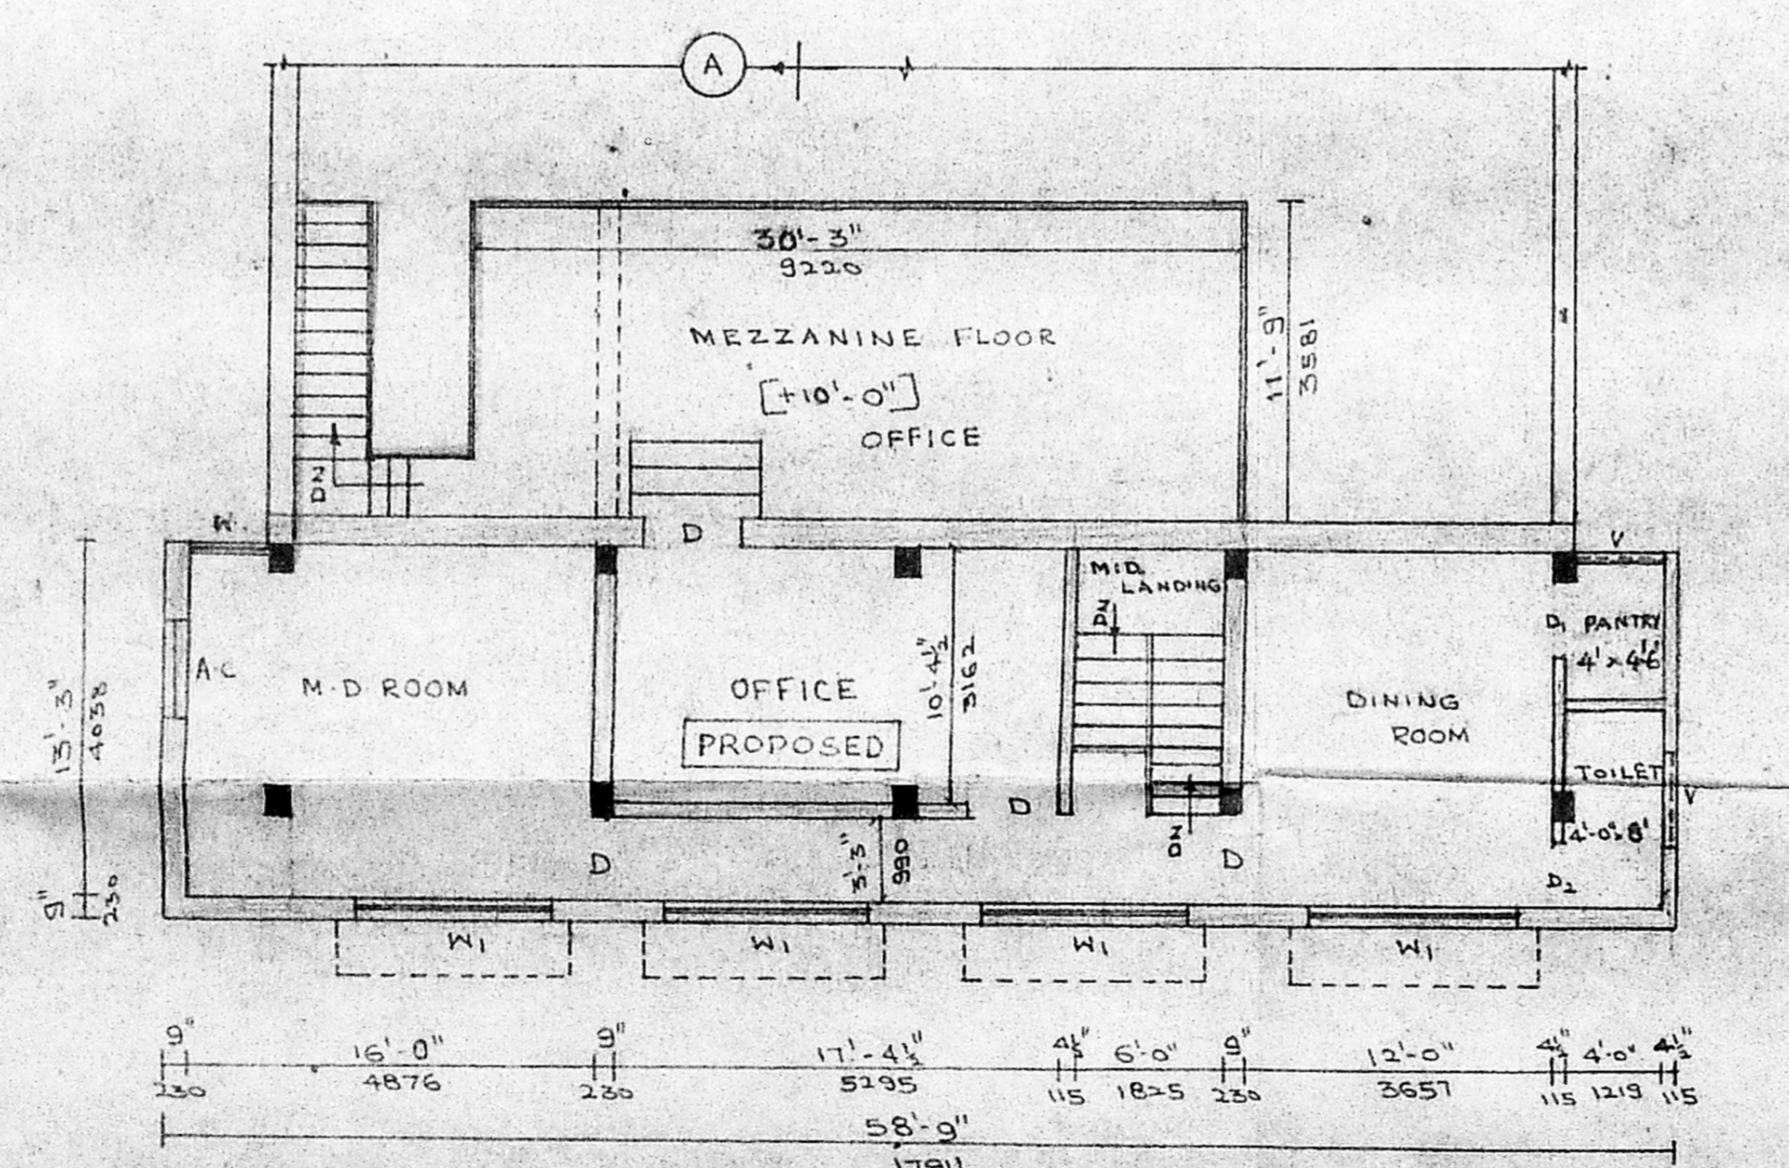 A
30'-3"
9220
MEZZANINE FLOOR
[+10'-0"]
OFFICE
11'-9"
3581
DN
W
D
V
MID.
LANDING
DN
D1 PANTRY
4' x 4'6"
A.C
M.D ROOM
OFFICE
PROPOSED
10'-4½"
3162
DINING
ROOM
TOILET
V
4'-0"x8'
13'-3"
4038
D
D
3'-3"
990
DN
D
D2
9"
230
W1
W1
W1
W1
9" 16'-0" 9" 17'-4½" 4½" 6'-0" 9" 12'-0" 4½" 4'-0" 4½"
230 4876 230 5295 115 1825 230 3657 115 1219 115
58'-9"